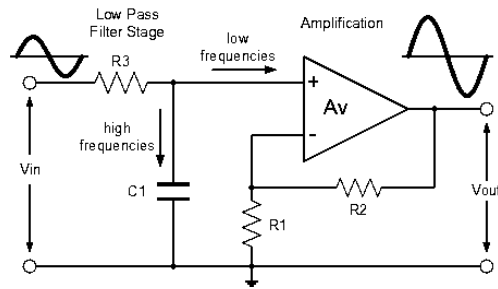 Low Pass
Filter Stage
Amplification
R3
low
frequencies
+
Av
-
high
frequencies
Vin
C1
R2
R1
Vout